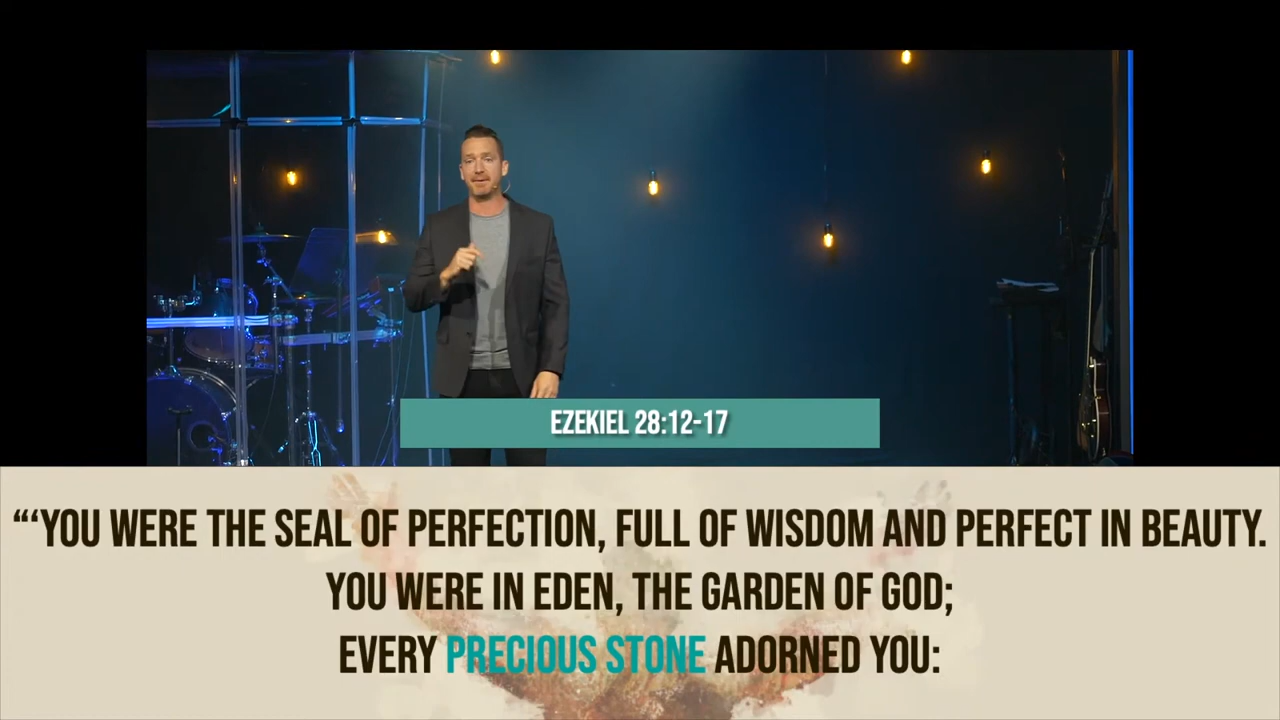 EZEKIEL 28:12-17
“‘YOU WERE THE SEAL OF PERFECTION, FULL OF WISDOM AND PERFECT IN BEAUTY.
YOU WERE IN EDEN, THE GARDEN OF GOD;
EVERY PRECIOUS STONE ADORNED YOU: